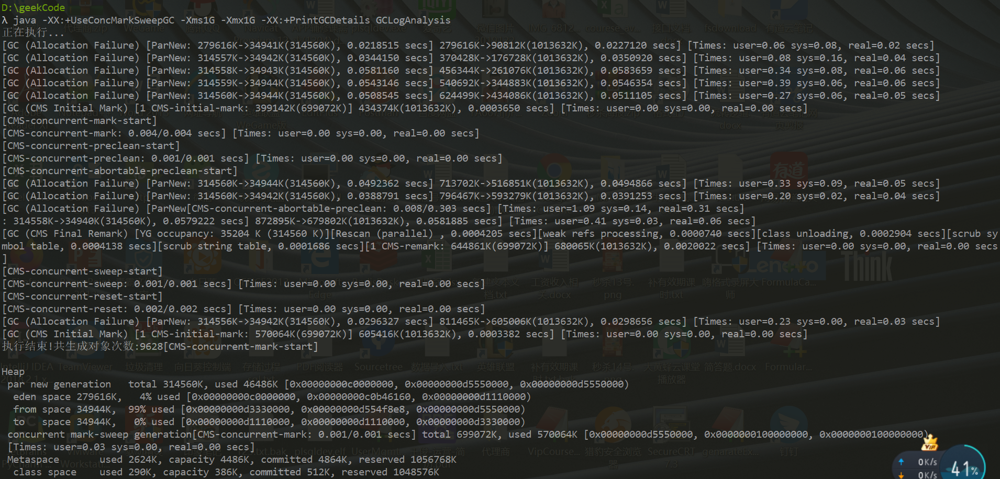 D:\geekCode
λ java -XX:+UseConcMarkSweepGC -Xms1G -Xmx1G -XX:+PrintGCDetails GCLogAnalysis
正在执行...
[GC (Allocation Failure) [ParNew: 279616K->34941K(314560K), 0.0218515 secs] 279616K->90812K(1013632K), 0.0227120 secs] [Times: user=0.06 sys=0.08, real=0.02 secs]
[GC (Allocation Failure) [ParNew: 314557K->34942K(314560K), 0.0344150 secs] 370428K->176728K(1013632K), 0.0350920 secs] [Times: user=0.08 sys=0.16, real=0.04 secs]
[GC (Allocation Failure) [ParNew: 314558K->34943K(314560K), 0.0581160 secs] 456344K->261076K(1013632K), 0.0583659 secs] [Times: user=0.34 sys=0.08, real=0.06 secs]
[GC (Allocation Failure) [ParNew: 314559K->34944K(314560K), 0.0543146 secs] 540692K->344883K(1013632K), 0.0546354 secs] [Times: user=0.39 sys=0.06, real=0.06 secs]
[GC (Allocation Failure) [ParNew: 314560K->34944K(314560K), 0.0508545 secs] 624499K->434086K(1013632K), 0.0511105 secs] [Times: user=0.27 sys=0.06, real=0.05 secs]
[GC (CMS Initial Mark) [1 CMS-initial-mark: 399142K(699072K)] 434374K(1013632K), 0.0003650 secs] [Times: user=0.00 sys=0.00, real=0.00 secs]
[CMS-concurrent-mark-start]
[CMS-concurrent-mark: 0.004/0.004 secs] [Times: user=0.00 sys=0.00, real=0.00 secs]
[CMS-concurrent-preclean-start]
[CMS-concurrent-preclean: 0.001/0.001 secs] [Times: user=0.00 sys=0.00, real=0.00 secs]
[CMS-concurrent-abortable-preclean-start]
[GC (Allocation Failure) [ParNew: 314560K->34944K(314560K), 0.0492362 secs] 713702K->516851K(1013632K), 0.0494866 secs] [Times: user=0.33 sys=0.09, real=0.05 secs]
[GC (Allocation Failure) [ParNew: 314560K->34942K(314560K), 0.0388791 secs] 796467K->593279K(1013632K), 0.0391253 secs] [Times: user=0.20 sys=0.02, real=0.04 secs]
[GC (Allocation Failure) [ParNew[CMS-concurrent-abortable-preclean: 0.008/0.303 secs] [Times: user=1.09 sys=0.14, real=0.31 secs]
: 314558K->34940K(314560K), 0.0579222 secs] 872895K->679802K(1013632K), 0.0581885 secs] [Times: user=0.41 sys=0.03, real=0.06 secs]
[GC (CMS Final Remark) [YG occupancy: 35204 K (314560 K)][Rescan (parallel) , 0.0004205 secs][weak refs processing, 0.0000740 secs][class unloading, 0.0002904 secs][scrub sy
mbol table, 0.0004138 secs][scrub string table, 0.0001686 secs][1 CMS-remark: 644861K(699072K)] 680065K(1013632K), 0.0020022 secs] [Times: user=0.00 sys=0.00, real=0.00 secs
]
[CMS-concurrent-sweep-start]
[CMS-concurrent-sweep: 0.001/0.001 secs] [Times: user=0.00 sys=0.00, real=0.00 secs]
[CMS-concurrent-reset-start]
[CMS-concurrent-reset: 0.002/0.002 secs] [Times: user=0.00 sys=0.00, real=0.00 secs]
[GC (Allocation Failure) [ParNew: 314556K->34942K(314560K), 0.0296327 secs] 811465K->605006K(1013632K), 0.0298656 secs] [Times: user=0.23 sys=0.00, real=0.03 secs]
[GC (CMS Initial Mark) [1 CMS-initial-mark: 570064K(699072K)] 605416K(1013632K), 0.0003382 secs] [Times: user=0.00 sys=0.00, real=0.00 secs]
执行结束!共生成对象次数:9628[CMS-concurrent-mark-start]
Heap
par new generation total 314560K, used 46486K [0x00000000c0000000, 0x00000000d5550000, 0x00000000d5550000)
eden space 279616K, 4% used [0x00000000c0000000, 0x00000000c0b46160, 0x00000000d1110000)
from space 34944K, 99% used [0x00000000d3330000, 0x00000000d554f8e8, 0x00000000d5550000)
to space 34944K, 0% used [0x00000000d1110000, 0x00000000d1110000, 0x00000000d3330000)
concurrent mark-sweep generation[CMS-concurrent-mark: 0.001/0.001 secs] total 699072K, used 570064K [0x00000000d5550000, 0x0000000100000000, 0x0000000100000000)
[Times: user=0.03 sys=0.00, real=0.00 secs]
Metaspace used 2624K, capacity 4486K, committed 4864K, reserved 1056768K
class space used 290K, capacity 386K, committed 512K, reserved 1048576K
VIP
0K/s
0K/s
41%